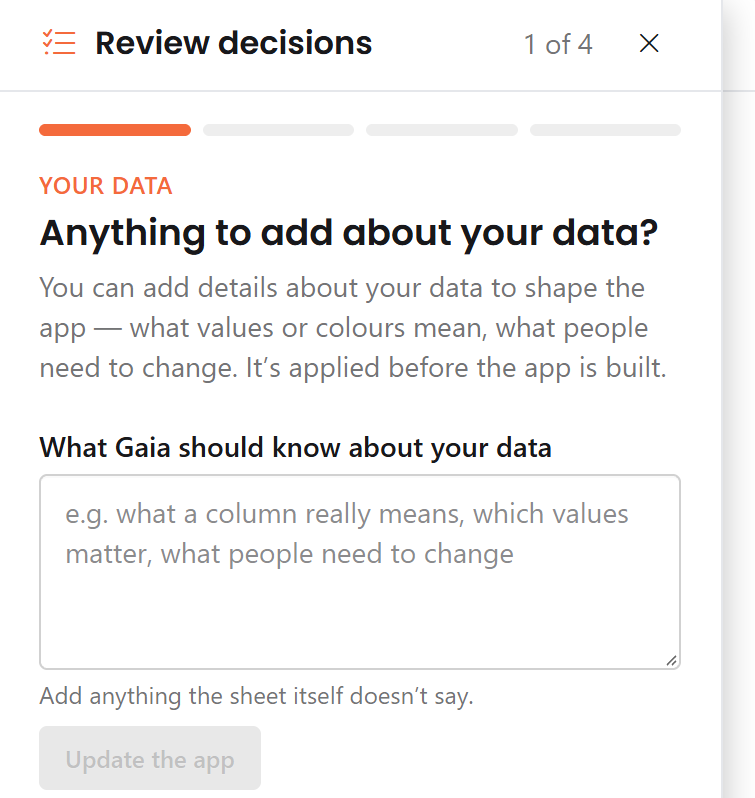 Review decisions
1 of 4
YOUR DATA
Anything to add about your data?
You can add details about your data to shape the
app — what values or colours mean, what people
need to change. It’s applied before the app is built.
What Gaia should know about your data
e.g. what a column really means, which values
matter, what people need to change
Add anything the sheet itself doesn’t say.
Update the app